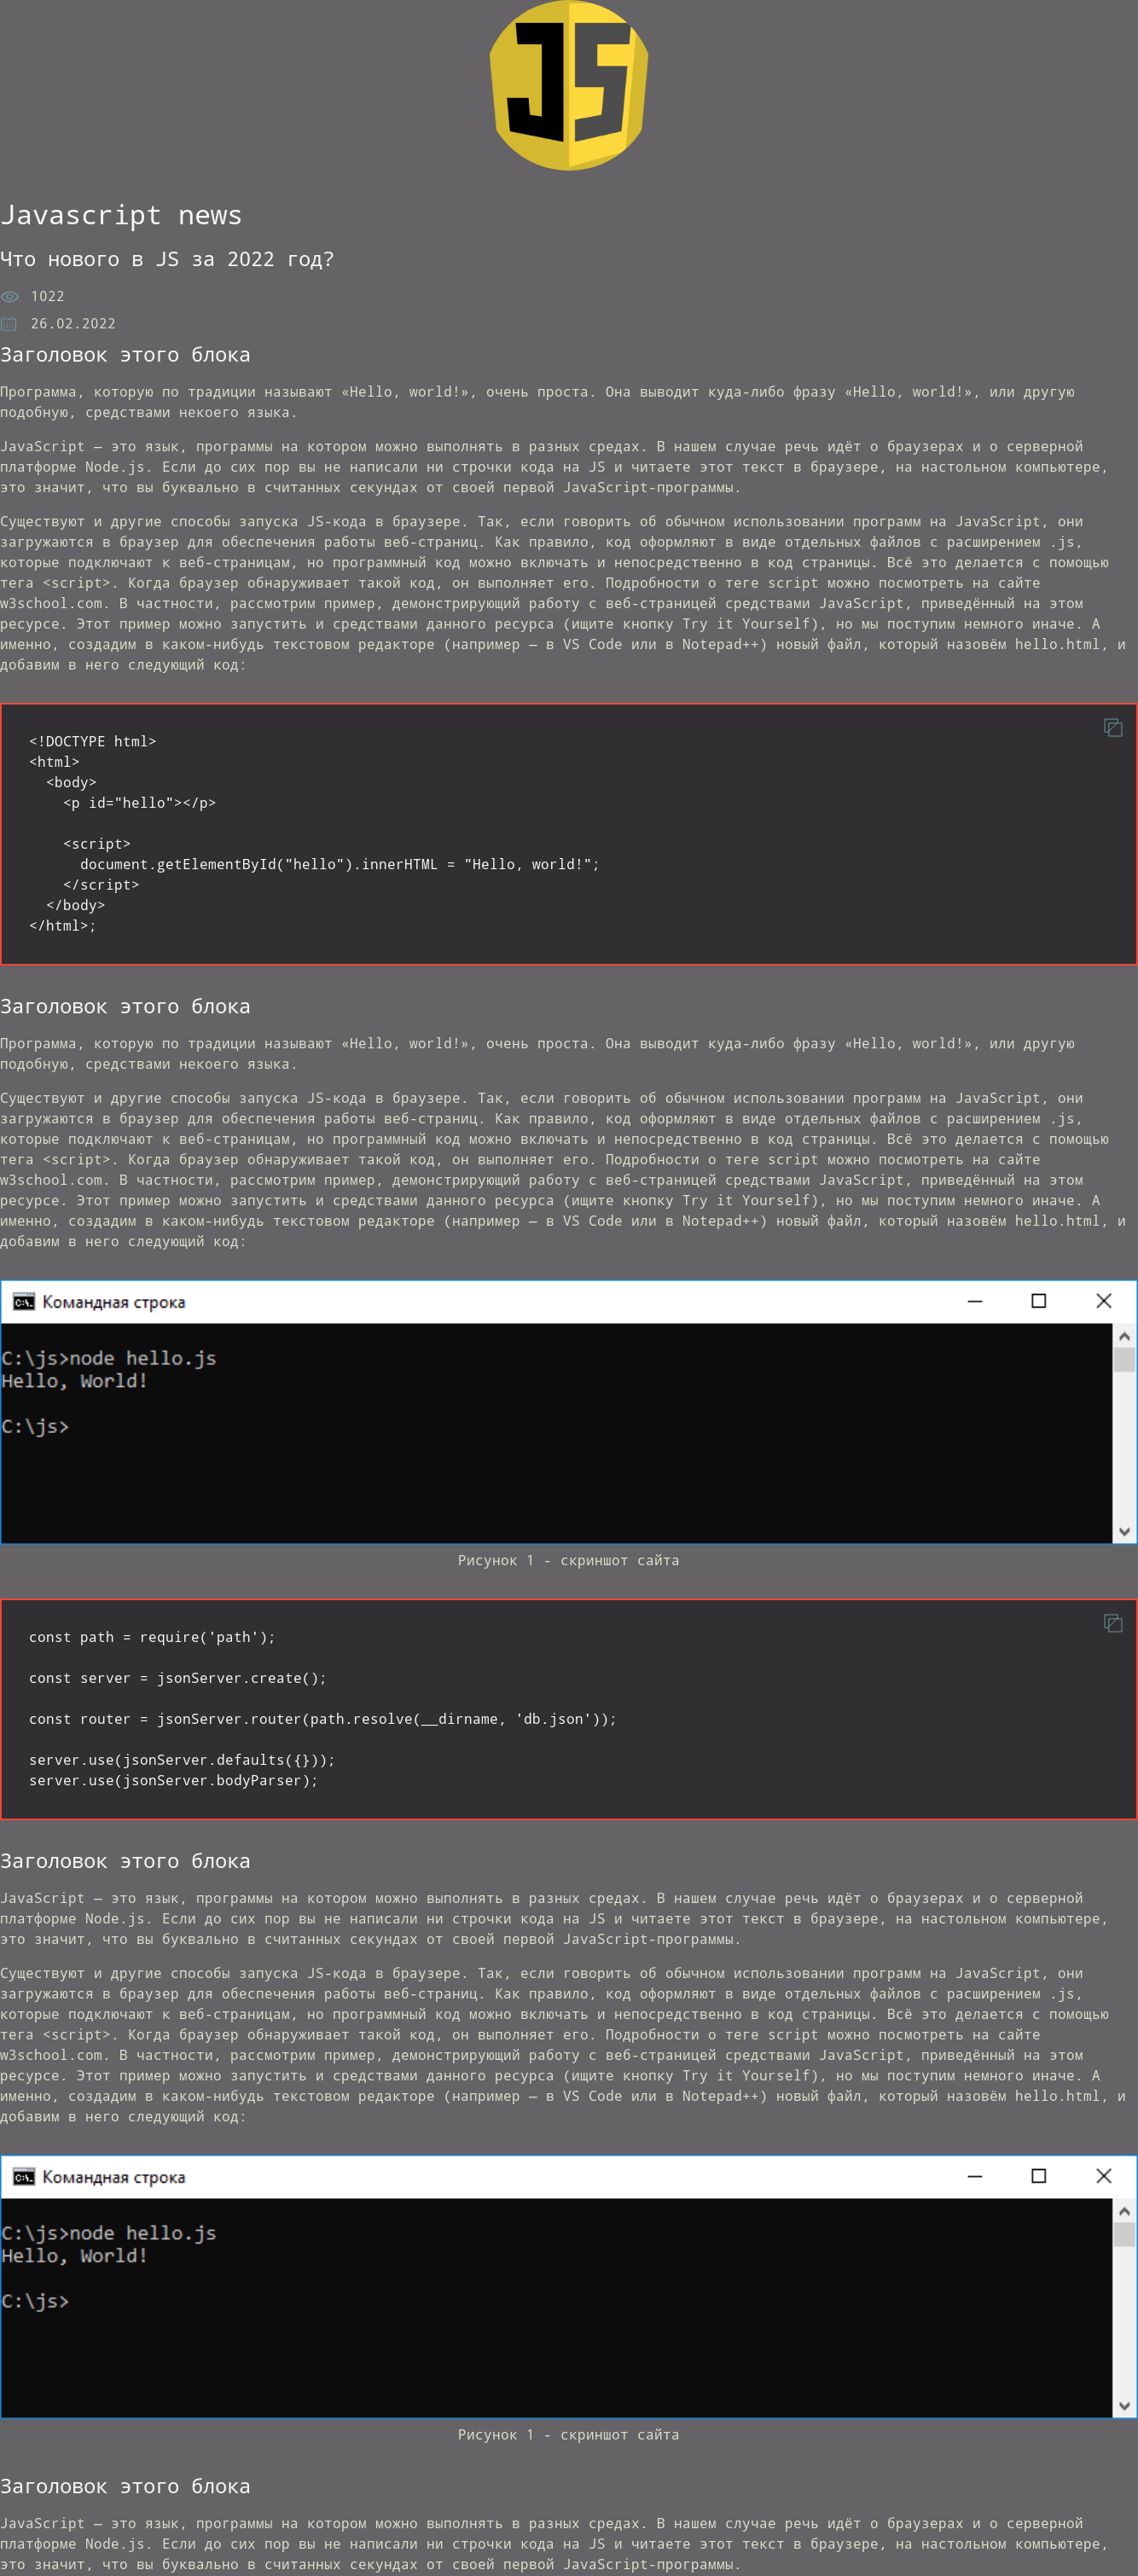 JS
Javascript news
Что нового в JS за 2022 год?
1022
26.02.2022
Заголовок этого блока
Программа, которую по традиции называют «Hello, world!», очень проста. Она выводит куда-либо фразу «Hello, world!», или другую
подобную, средствами некоего языка.
JavaScript — это язык, программы на котором можно выполнять в разных средах. В нашем случае речь идёт о браузерах и о серверной
платформе Node.js. Если до сих пор вы не написали ни строчки кода на JS и читаете этот текст в браузере, на настольном компьютере,
это значит, что вы буквально в считанных секундах от своей первой JavaScript-программы.
Существуют и другие способы запуска JS-кода в браузере. Так, если говорить об обычном использовании программ на JavaScript, они
загружаются в браузер для обеспечения работы веб-страниц. Как правило, код оформляют в виде отдельных файлов с расширением .js,
которые подключают к веб-страницам, но программный код можно включать и непосредственно в код страницы. Всё это делается с помощью
тега <script>. Когда браузер обнаруживает такой код, он выполняет его. Подробности о теге script можно посмотреть на сайте
w3school.com. В частности, рассмотрим пример, демонстрирующий работу с веб-страницей средствами JavaScript, приведённый на этом
ресурсе. Этот пример можно запустить и средствами данного ресурса (ищите кнопку Try it Yourself), но мы поступим немного иначе. А
именно, создадим в каком-нибудь текстовом редакторе (например — в VS Code или в Notepad++) новый файл, который назовём hello.html, и
добавим в него следующий код:
<!DOCTYPE html>
<html>
<body>
<p id="hello"></p>
<script>
document.getElementById("hello").innerHTML = "Hello, world!";
</script>
</body>
</html>;
Заголовок этого блока
Программа, которую по традиции называют «Hello, world!», очень проста. Она выводит куда-либо фразу «Hello, world!», или другую
подобную, средствами некоего языка.
Существуют и другие способы запуска JS-кода в браузере. Так, если говорить об обычном использовании программ на JavaScript, они
загружаются в браузер для обеспечения работы веб-страниц. Как правило, код оформляют в виде отдельных файлов с расширением .js,
которые подключают к веб-страницам, но программный код можно включать и непосредственно в код страницы. Всё это делается с помощью
тега <script>. Когда браузер обнаруживает такой код, он выполняет его. Подробности о теге script можно посмотреть на сайте
w3school.com. В частности, рассмотрим пример, демонстрирующий работу с веб-страницей средствами JavaScript, приведённый на этом
ресурсе. Этот пример можно запустить и средствами данного ресурса (ищите кнопку Try it Yourself), но мы поступим немного иначе. А
именно, создадим в каком-нибудь текстовом редакторе (например — в VS Code или в Notepad++) новый файл, который назовём hello.html, и
добавим в него следующий код:
Командная строка
C:\js>node hello.js
Hello, World!
C:\js>
Рисунок 1 - скриншот сайта
const path = require('path');
const server = jsonServer.create();
const router = jsonServer.router(path.resolve(__dirname, 'db.json'));
server.use(jsonServer.defaults({}));
server.use(jsonServer.bodyParser);
Заголовок этого блока
JavaScript — это язык, программы на котором можно выполнять в разных средах. В нашем случае речь идёт о браузерах и о серверной
платформе Node.js. Если до сих пор вы не написали ни строчки кода на JS и читаете этот текст в браузере, на настольном компьютере,
это значит, что вы буквально в считанных секундах от своей первой JavaScript-программы.
Существуют и другие способы запуска JS-кода в браузере. Так, если говорить об обычном использовании программ на JavaScript, они
загружаются в браузер для обеспечения работы веб-страниц. Как правило, код оформляют в виде отдельных файлов с расширением .js,
которые подключают к веб-страницам, но программный код можно включать и непосредственно в код страницы. Всё это делается с помощью
тега <script>. Когда браузер обнаруживает такой код, он выполняет его. Подробности о теге script можно посмотреть на сайте
w3school.com. В частности, рассмотрим пример, демонстрирующий работу с веб-страницей средствами JavaScript, приведённый на этом
ресурсе. Этот пример можно запустить и средствами данного ресурса (ищите кнопку Try it Yourself), но мы поступим немного иначе. А
именно, создадим в каком-нибудь текстовом редакторе (например — в VS Code или в Notepad++) новый файл, который назовём hello.html, и
добавим в него следующий код:
Командная строка
C:\js>node hello.js
Hello, World!
C:\js>
Рисунок 1 - скриншот сайта
Заголовок этого блока
JavaScript — это язык, программы на котором можно выполнять в разных средах. В нашем случае речь идёт о браузерах и о серверной
платформе Node.js. Если до сих пор вы не написали ни строчки кода на JS и читаете этот текст в браузере, на настольном компьютере,
это значит, что вы буквально в считанных секундах от своей первой JavaScript-программы.